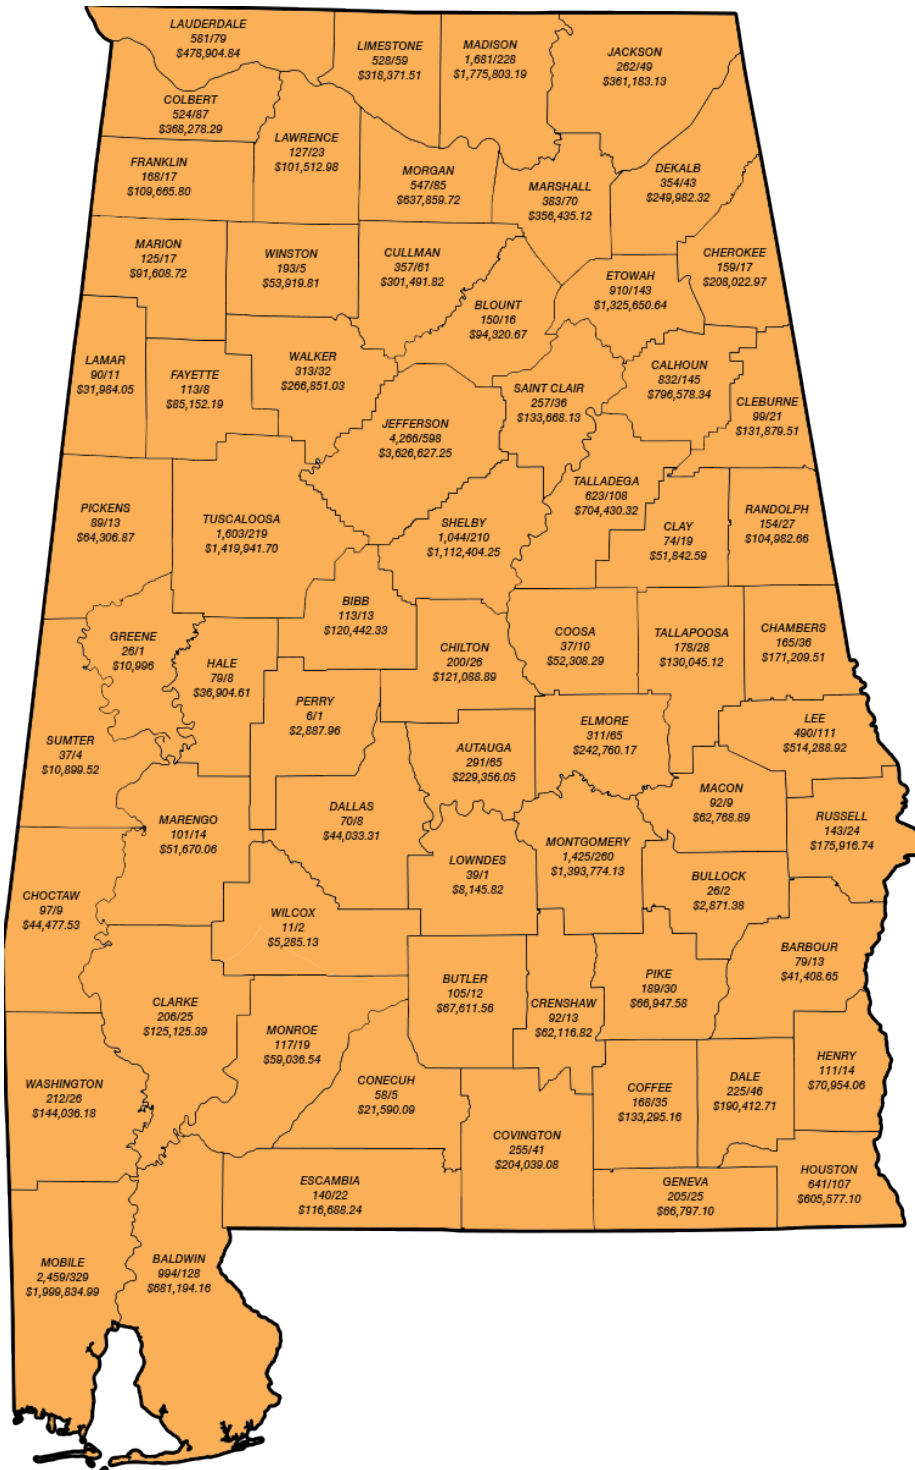 LAUDERDALE
581/79
$478,904.84
LIMESTONE
528/59
$318,371.51
MADISON
1,681/228
$1,775,803.19
JACKSON
262/49
$361,183.13
COLBERT
524/87
$368,278.29
LAWRENCE
127/23
$101,512.98
FRANKLIN
168/17
$109,665.80
MORGAN
547/85
$637,859.72
MARSHALL
383/70
$356,435.12
DEKALB
354/43
$249,982.32
MARION
125/17
$91,608.72
WINSTON
193/5
$53,919.81
CULLMAN
357/61
$301,491.82
CHEROKEE
159/17
$208,022.97
ETOWAH
910/143
$1,325,650.64
BLOUNT
150/16
$94,320.67
LAMAR
90/11
$31,984.05
FAYETTE
113/8
$85,152.19
WALKER
313/32
$266,851.03
SAINT CLAIR
257/36
$133,668.13
CALHOUN
832/145
$796,578.34
CLEBURNE
99/21
$131,879.51
JEFFERSON
4,266/598
$3,626,627.25
TALLADEGA
623/108
$704,430.32
PICKENS
89/13
$64,306.87
TUSCALOOSA
1,603/219
$1,419,941.70
SHELBY
1,044/210
$1,112,404.25
CLAY
74/19
$51,842.59
RANDOLPH
154/27
$104,982.66
BIBB
113/13
$120,442.33
GREENE
26/1
$10,996
HALE
79/8
$36,904.61
CHILTON
200/26
$121,088.89
COOSA
37/10
$52,308.29
TALLAPOOSA
178/28
$130,045.12
CHAMBERS
165/36
$171,209.51
PERRY
6/1
$2,887.96
SUMTER
37/4
$10,899.52
AUTAUGA
291/65
$229,356.05
ELMORE
311/65
$242,760.17
LEE
490/111
$514,288.92
MARENGO
101/14
$51,670.06
DALLAS
70/8
$44,033.31
MACON
92/9
$62,768.89
RUSSELL
143/24
$175,916.74
LOWNDES
39/1
$8,145.82
MONTGOMERY
1,425/260
$1,393,774.13
BULLOCK
26/2
$2,871.38
CHOCTAW
97/9
$44,477.53
WILCOX
11/2
$5,285.13
BARBOUR
79/13
$41,408.65
CLARKE
206/25
$125,125.39
MONROE
117/19
$59,036.54
BUTLER
105/12
$67,611.56
CRENSHAW
92/13
$62,116.82
PIKE
189/30
$66,947.58
WASHINGTON
212/26
$144,036.18
CONECUH
58/5
$21,590.09
COFFEE
168/35
$133,295.16
DALE
225/46
$190,412.71
HENRY
111/14
$70,954.06
COVINGTON
255/41
$204,039.08
ESCAMBIA
140/22
$116,688.24
GENEVA
205/25
$66,797.10
HOUSTON
641/107
$605,577.10
MOBILE
2,459/329
$1,999,834.99
BALDWIN
994/128
$681,194.16